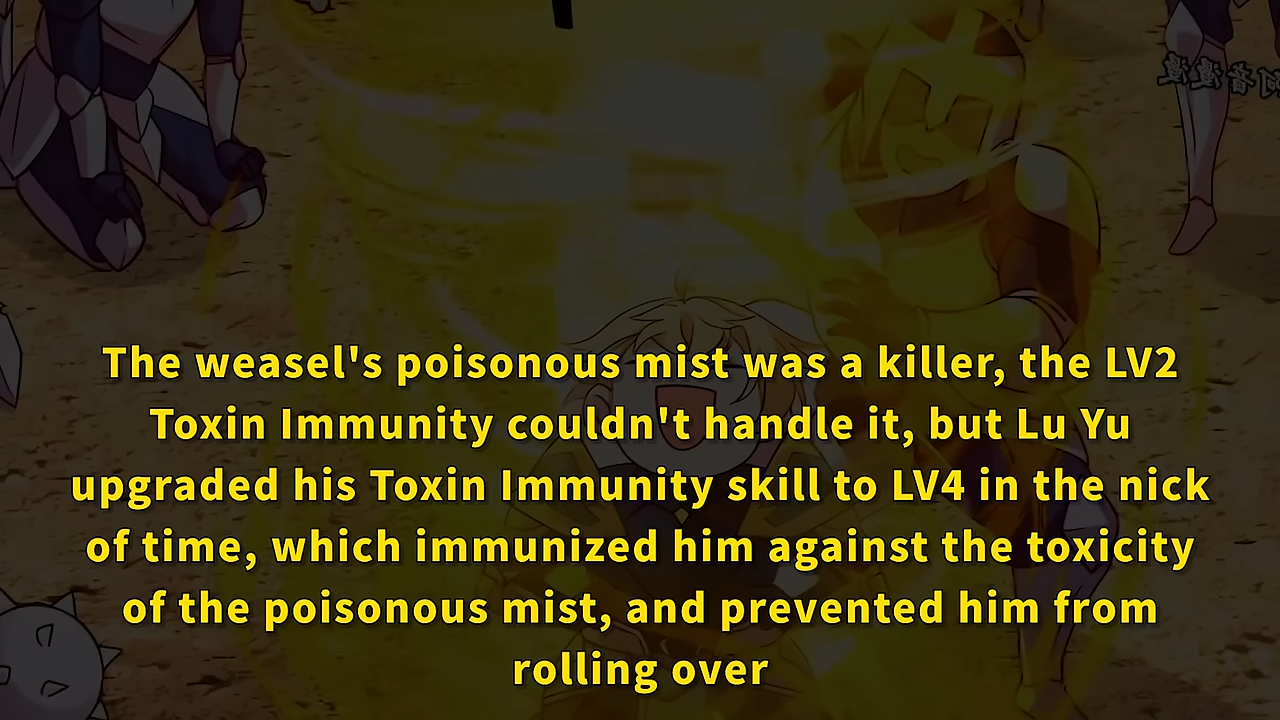 The weasel's poisonous mist was a killer, the LV2
Toxin Immunity couldn't handle it, but Lu Yu
upgraded his Toxin Immunity skill to LV4 in the nick
of time, which immunized him against the toxicity
of the poisonous mist, and prevented him from
rolling over